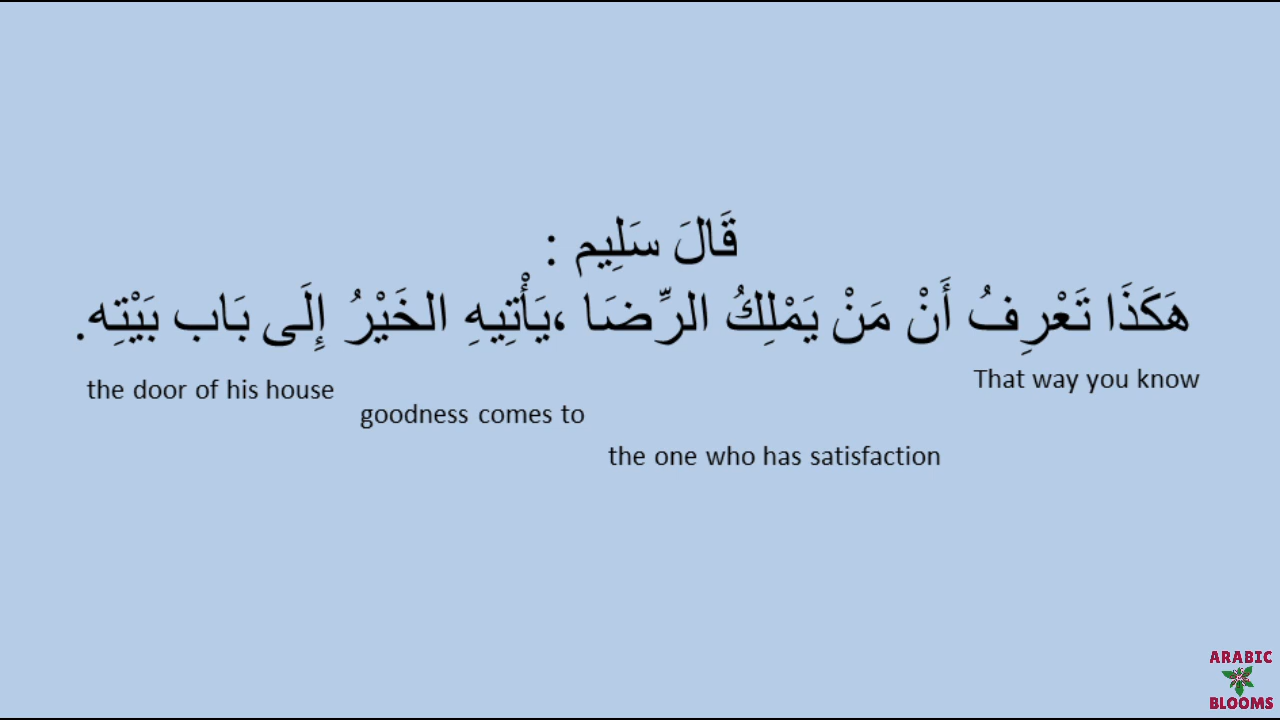 قَالَ سَلِيم :
هَكَذَا تَعْرِفُ أَنْ مَنْ يَمْلِكُ الرِّضَا ،يَأْتِيهِ الخَيْرُ إِلَى بَاب بَيْتِه.
That way you know
the door of his house
goodness comes to
the one who has satisfaction
ARABIC
BLOOMS